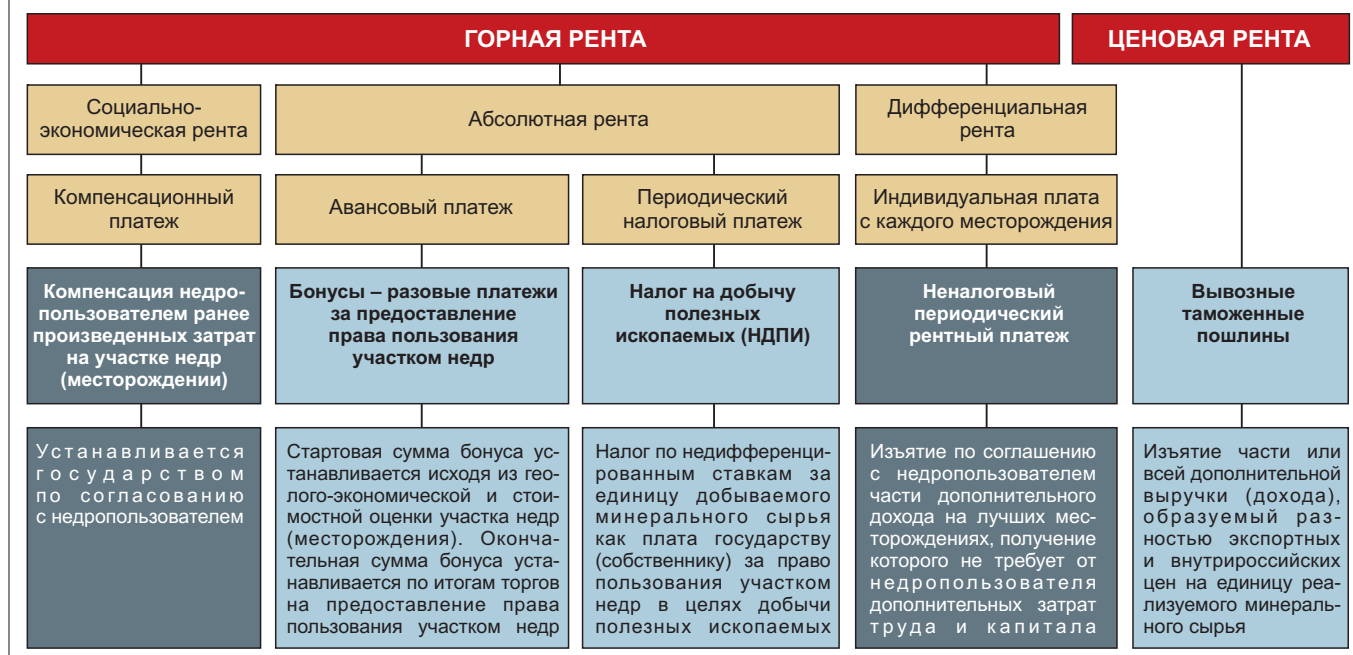 ГОРНАЯ РЕНТА
ЦЕНОВАЯ РЕНТА
Социально-
экономическая рента
Абсолютная рента
Дифференциальная
рента
Компенсационный
платеж
Авансовый платеж
Периодический
налоговый платеж
Индивидуальная плата
с каждого месторождения
Компенсация недро-
пользователем ранее
произведенных затрат
на участке недр
(месторождении)
Бонусы – разовые платежи
за предоставление
права пользования
участком недр
Налог на добычу
полезных
ископаемых (НДПИ)
Неналоговый
периодический
рентный платеж
Вывозные
таможенные
пошлины
Устанавливается
государством
по согласованию
с недропользователем
Стартовая сумма бонуса ус-
танавливается исходя из гео-
лого-экономической и стои-
мостной оценки участка недр
(месторождения). Оконча-
тельная сумма бонуса уста-
навливается по итогам торгов
на предоставление права
пользования участком недр
Налог по недифференци-
рованным ставкам за
единицу добываемого
минерального сырья
как плата государству
(собственнику) за право
пользования участком
недр в целях добычи
полезных ископаемых
Изъятие по соглашению
с недропользователем
части дополнительного
дохода на лучших мес-
торождениях, получение
которого не требует от
недропользователя
дополнительных затрат
труда и капитала
Изъятие части или
всей дополнительной
выручки (дохода),
образуемый раз-
ностью экспортных
и внутрироссийских
цен на единицу реа-
лизуемого минераль-
ного сырья